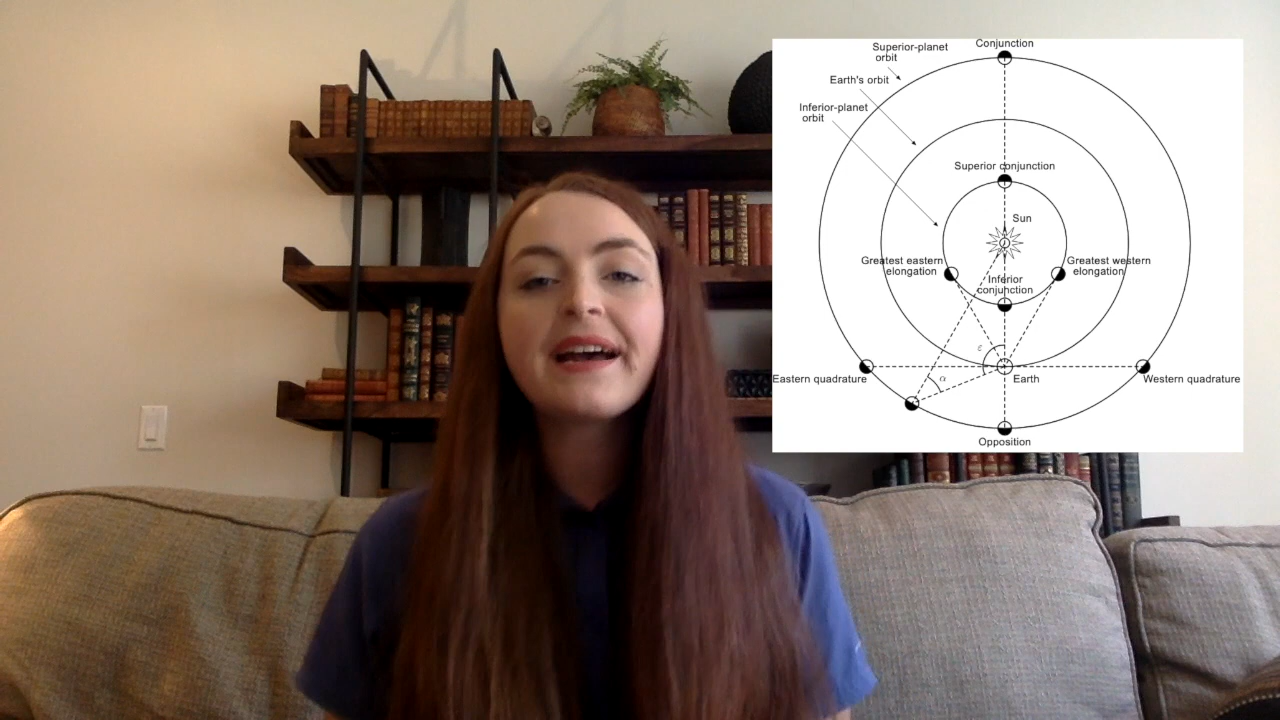 Conjunction
Superior-planet
orbit
Earth's orbit
Inferior-planet
orbit
Superior conjunction
Sun
Greatest eastern
elongation
Greatest western
elongation
Inferior
conjunction
ε
α
Eastern quadrature
Earth
Western quadrature
Opposition